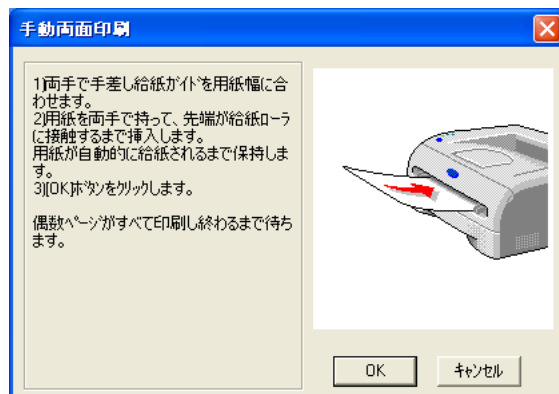 手動両面印刷
1)両手で手差し給紙ｶﾞｲﾄﾞを用紙幅に合
わせます。
2)用紙を両手で持って、先端が給紙ﾛｰﾗ
に接触するまで挿入します。
用紙が自動的に給紙されるまで保持しま
す。
3)[OK]ﾎﾞﾀﾝをｸﾘｯｸします。
偶数ﾍﾟｰｼﾞがすべて印刷し終わるまで待ち
ます。
OK
ｷｬﾝｾﾙ